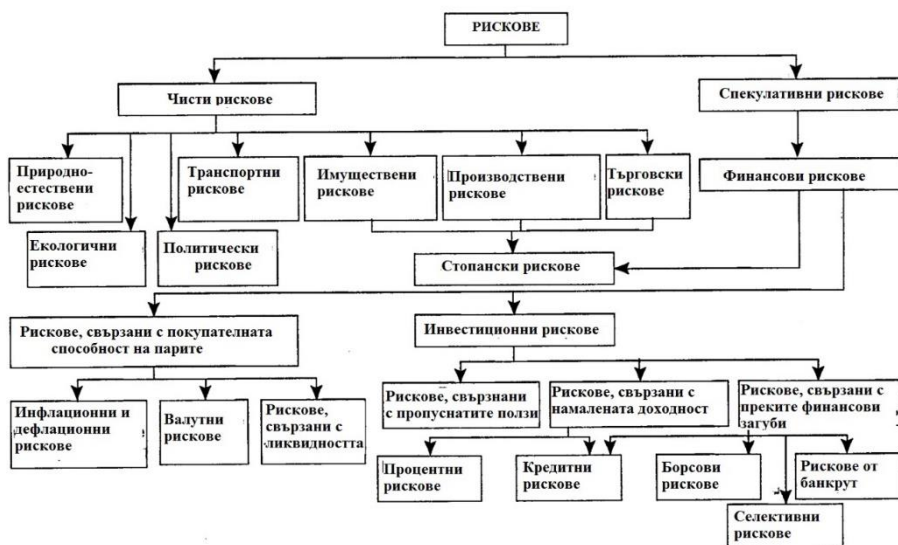 РИСКОВЕ
Чисти рискове
Спекулативни рискове
Природно-
естествени
рискове
Транспортни
рискове
Имуществени
рискове
Производствени
рискове
Търговски
рискове
Финансови рискове
Екологични
рискове
Политически
рискове
Стопански рискове
Рискове, свързани с покупателната
способност на парите
Инвестиционни рискове
Инфлационни и
дефлационни
рискове
Валутни
рискове
Рискове,
свързани с
ликвидността
Рискове, свързнани
с пропуснатите ползи
Рискове, свързани с
намалената доходност
Рискове, свързани с
преките финансови
загуби
Процентни
рискове
Кредитни
рискове
Борсови
рискове
Рискове от
банкрут
Селективни
рискове